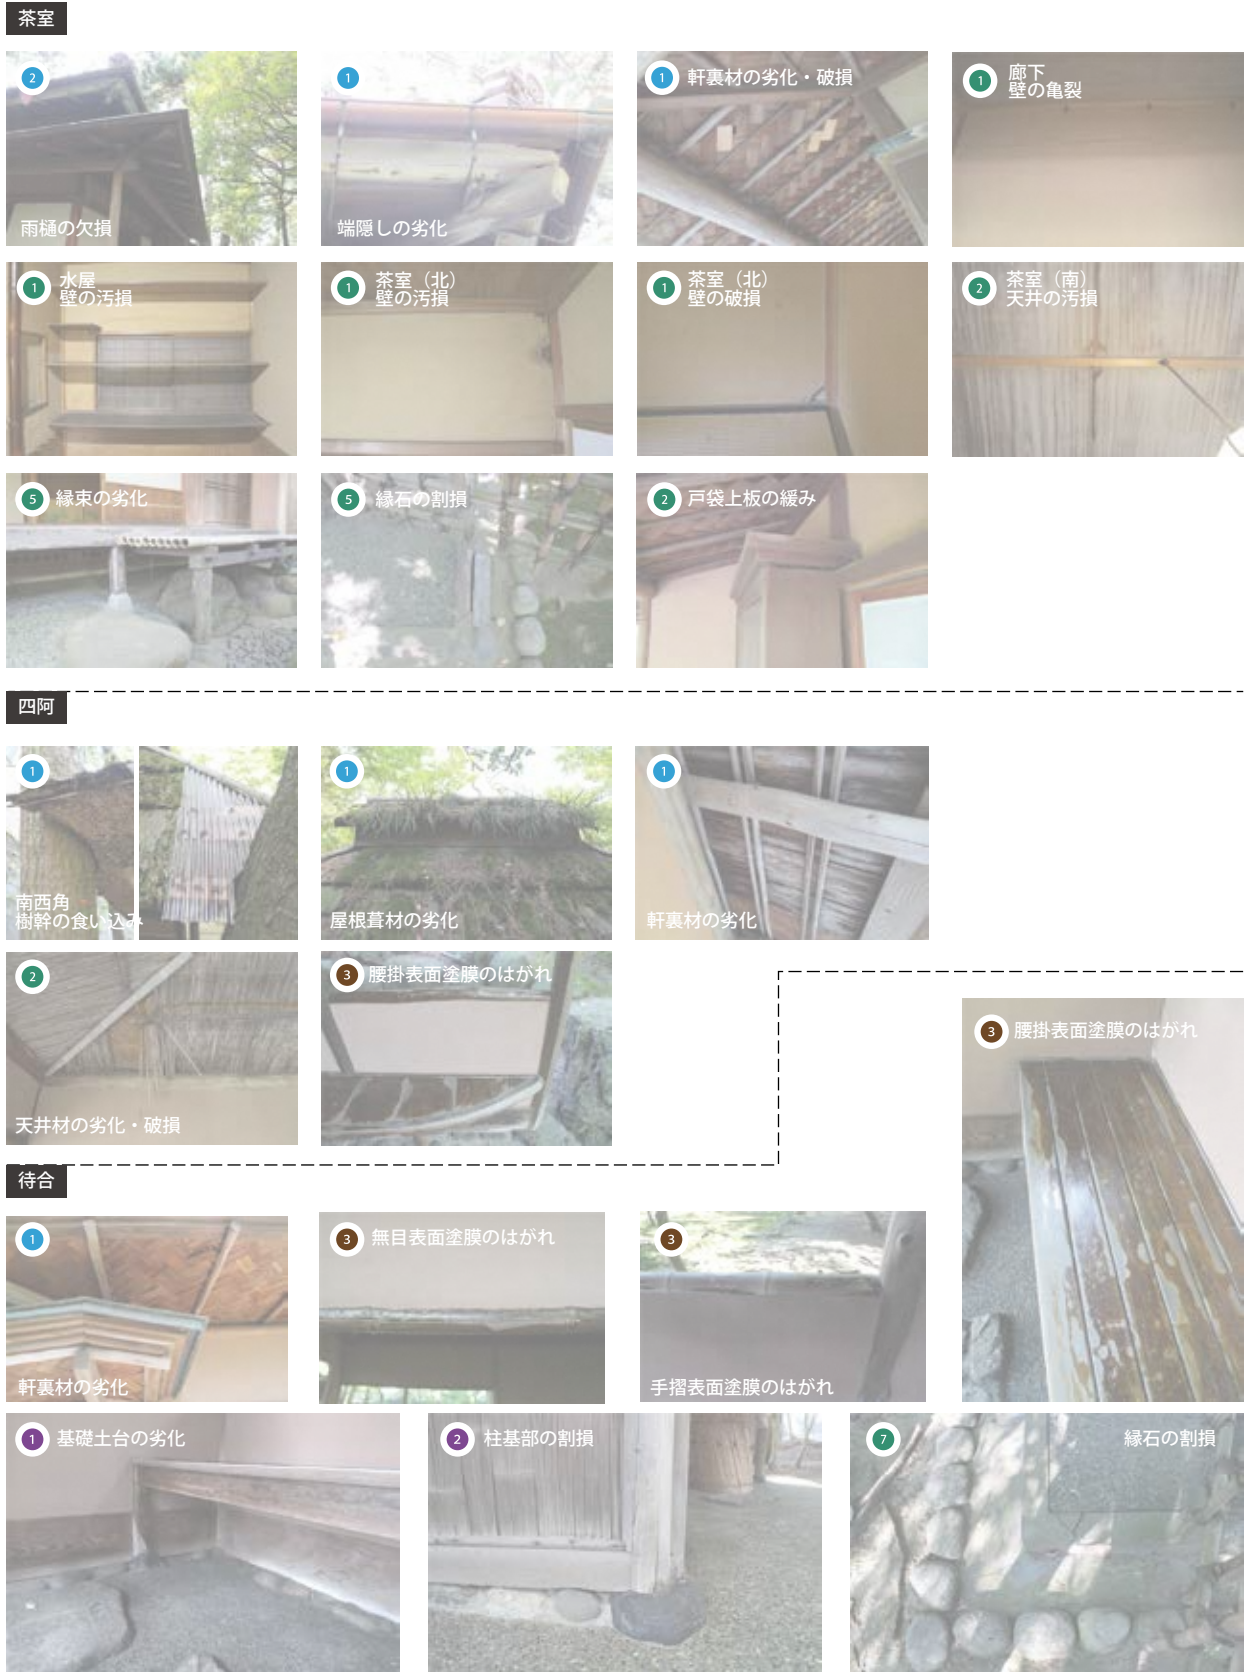 茶室
2
雨樋の欠損
1
端隠しの劣化
1 軒裏材の劣化・破損
1 廊下
壁の亀裂
1 水屋
壁の汚損
1 茶室（北）
壁の汚損
1 茶室（北）
壁の破損
2 茶室（南）
天井の汚損
5 縁束の劣化
5 縁石の割損
2 戸袋上板の緩み
四阿
1
南西角
樹幹の食い込み
1
屋根葺材の劣化
1
軒裏材の劣化
2
天井材の劣化・破損
3 腰掛表面塗膜のはがれ
待合
1
軒裏材の劣化
3 無目表面塗膜のはがれ
3
手摺表面塗膜のはがれ
3 腰掛表面塗膜のはがれ
1 基礎土台の劣化
2 柱基部の割損
7 縁石の割損